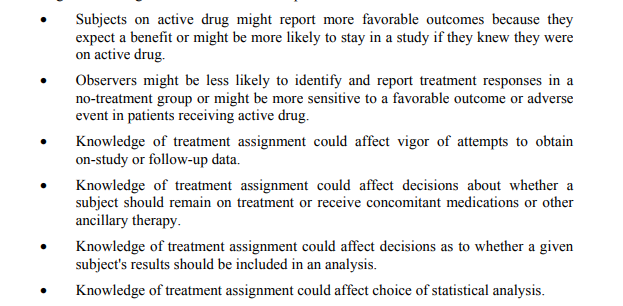 • Subjects on active drug might report more favorable outcomes because they
expect a benefit or might be more likely to stay in a study if they knew they were
on active drug.
• Observers might be less likely to identify and report treatment responses in a
no-treatment group or might be more sensitive to a favorable outcome or adverse
event in patients receiving active drug.
• Knowledge of treatment assignment could affect vigor of attempts to obtain
on-study or follow-up data.
• Knowledge of treatment assignment could affect decisions about whether a
subject should remain on treatment or receive concomitant medications or other
ancillary therapy.
• Knowledge of treatment assignment could affect decisions as to whether a given
subject's results should be included in an analysis.
• Knowledge of treatment assignment could affect choice of statistical analysis.